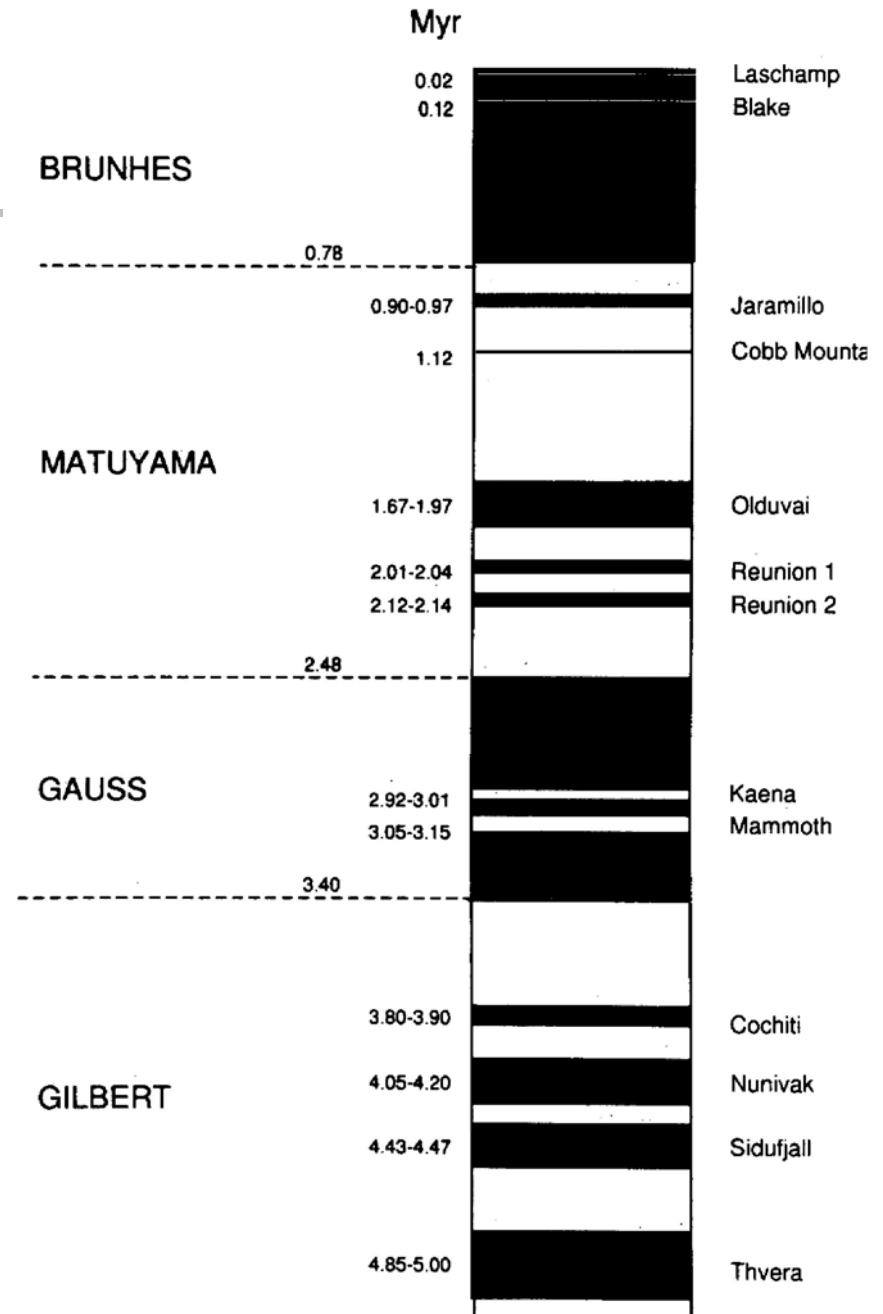 Myr
0.02 Laschamp
0.12 Blake
BRUNHES
0.78
0.90-0.97 Jaramillo
1.12 Cobb Mounta
MATUYAMA
1.67-1.97 Olduvai
2.01-2.04 Reunion 1
2.12-2.14 Reunion 2
2.48
GAUSS
2.92-3.01 Kaena
3.05-3.15 Mammoth
3.40
3.80-3.90 Cochiti
GILBERT
4.05-4.20 Nunivak
4.43-4.47 Sidufjall
4.85-5.00 Thvera